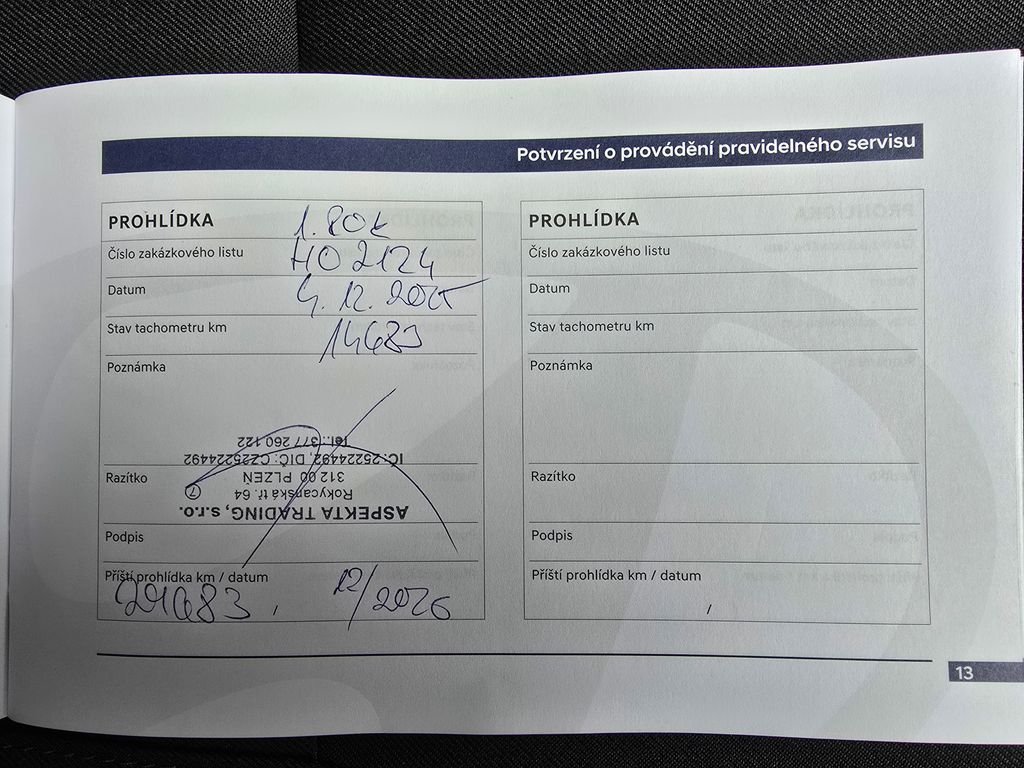 Potvrzení o provádění pravidelného servisu
PROHLÍDKA 1. ROK
Číslo zakázkového listu HO 2124
Datum 4. 12. 2025
Stav tachometru km 14683
Poznámka
Razítko
ASPEKTA TRADING, s.r.o.
Rokycanská tř. 64
312 00 PLZEŇ
IČ: 25224492, DIČ: CZ25224492
Tel.: 377 260 122
7
Podpis
Příští prohlídka km / datum
29683 / 12/2026
PROHLÍDKA
Číslo zakázkového listu
Datum
Stav tachometru km
Poznámka
Razítko
Podpis
Příští prohlídka km / datum
/
13